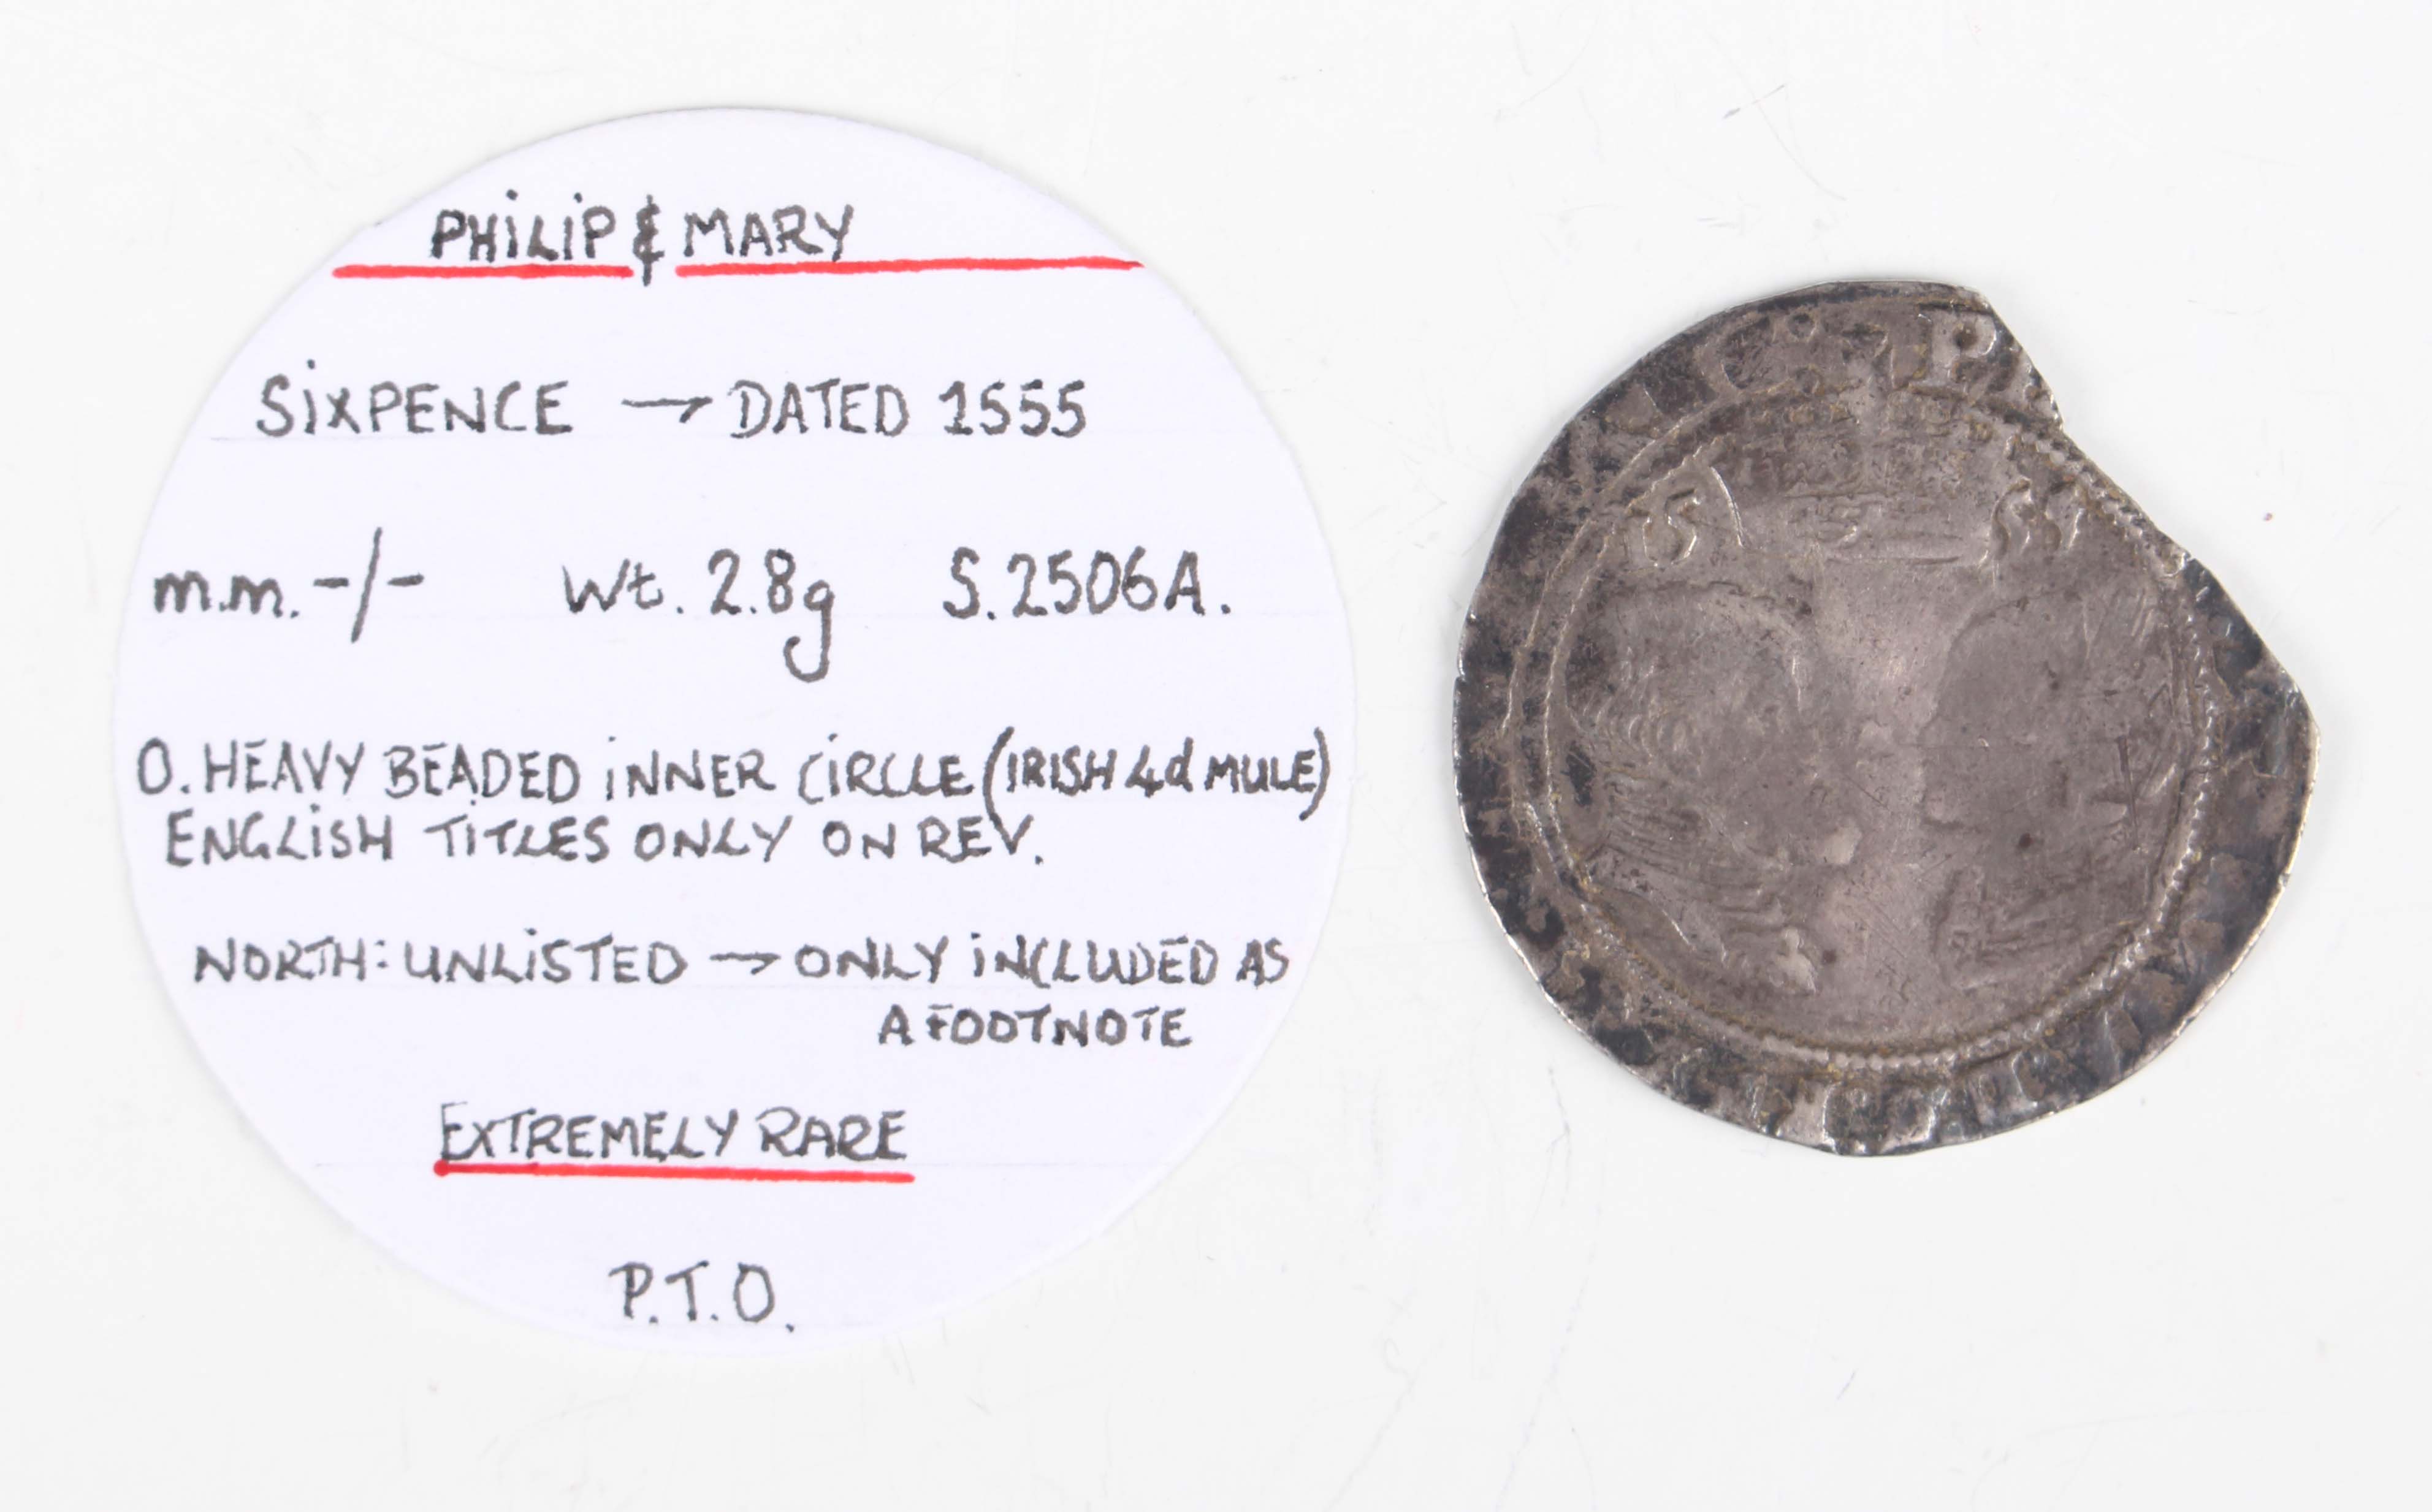 PHILIP & MARY
SIXPENCE → DATED 1555
m.m. -/- Wt. 2.8g S.2506A.
O. HEAVY BEADED INNER CIRCLE (IRISH 4d MULE)
ENGLISH TITLES ONLY ON REV.
NORTH: UNLISTED → ONLY INCLUDED AS
A FOOTNOTE
EXTREMELY RARE
P.T.O.